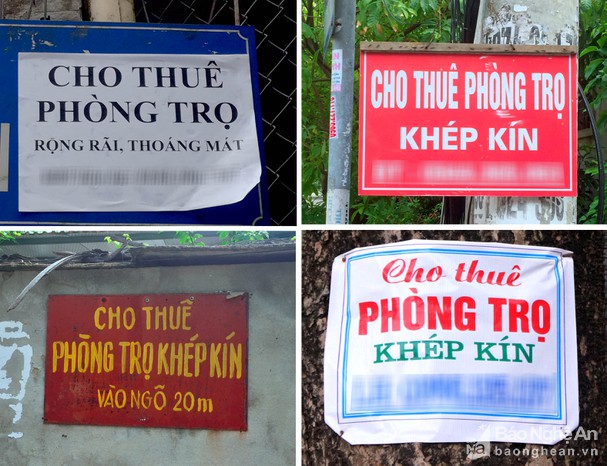 CHO THUÊ
PHÒNG TRỌ
RỘNG RÃI, THOÁNG MÁT
CHO THUÊ PHÒNG TRỌ
KHÉP KÍN
CHO THUỂ
PHÒNG TRỌ KHÉP KÍN
VÀO NGÕ 20m
Cho thuê
PHÒNG TRỌ
KHÉP KÍN
Báo Nghệ An
baonghean.vn